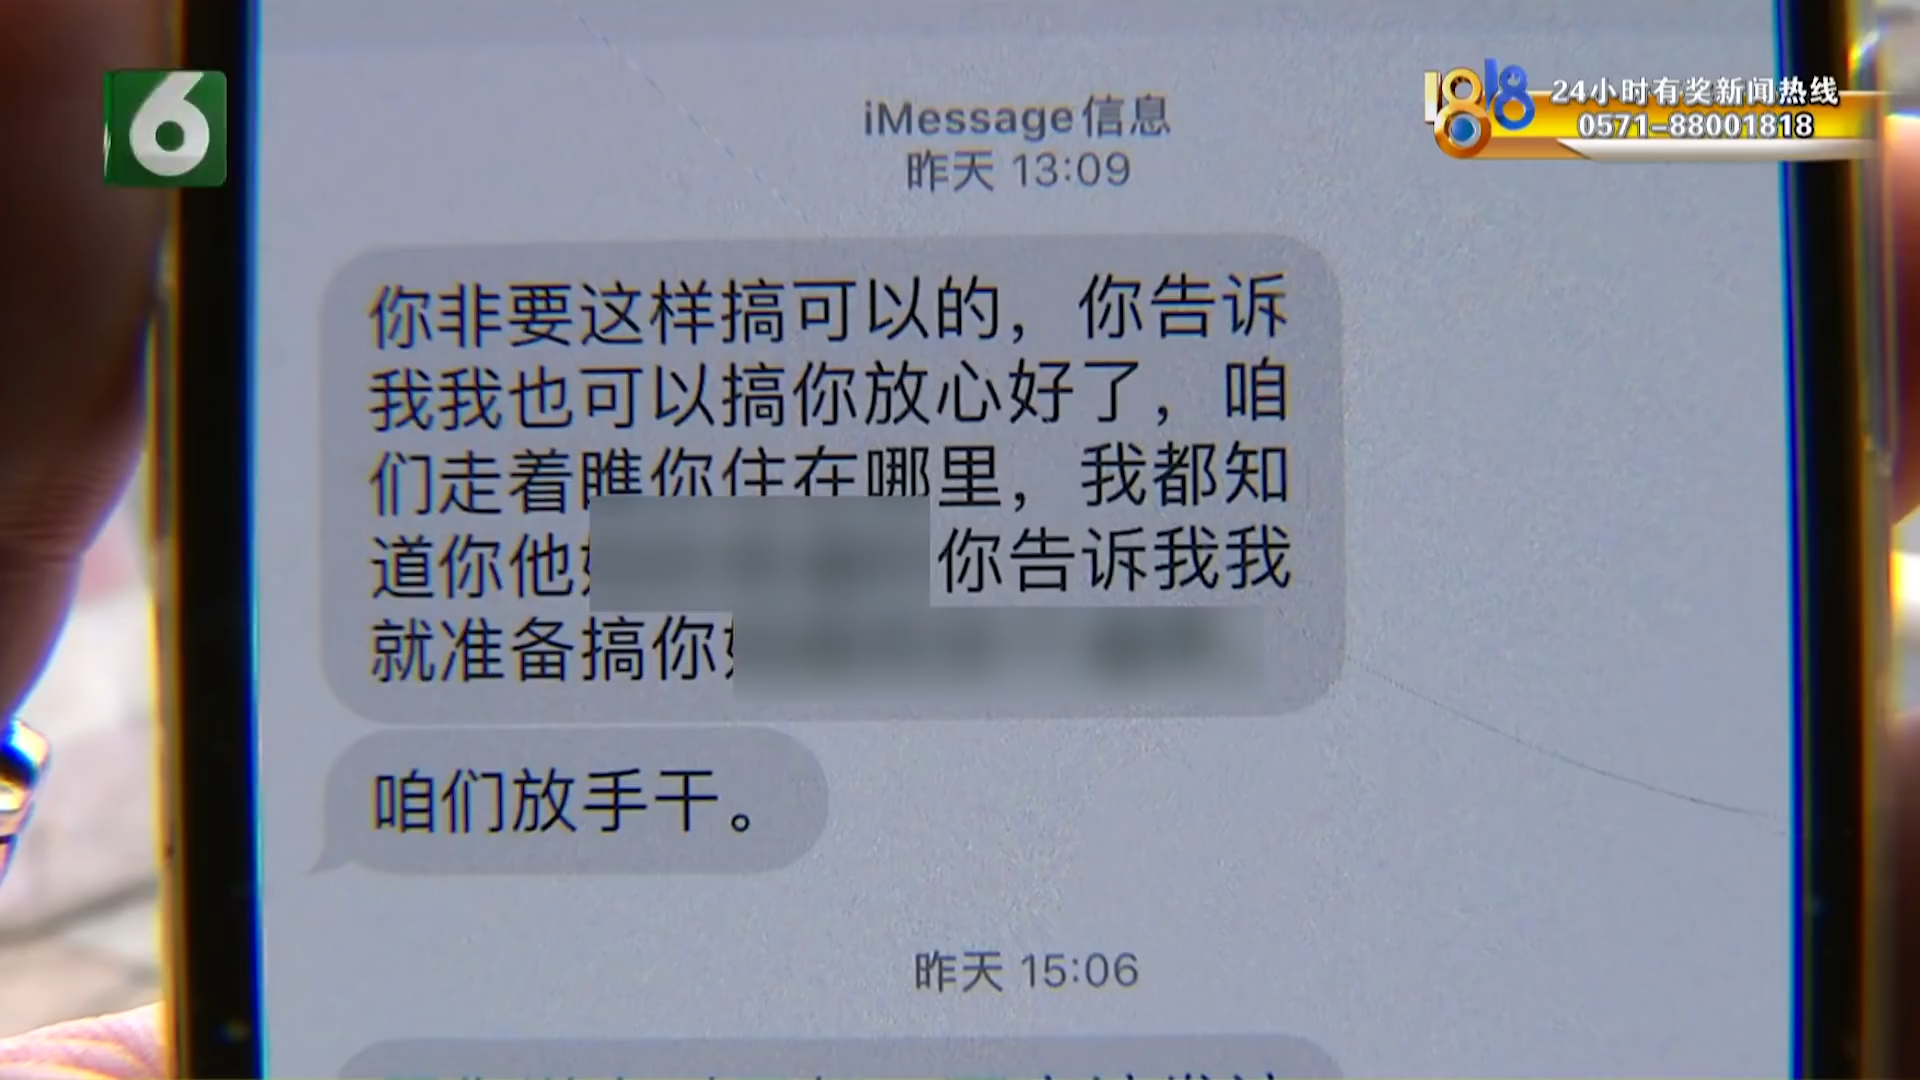 6
1818
24小时有奖新闻热线
0571-88001818
iMessage信息
昨天 13:09
你非要这样搞可以的，你告诉
我我也可以搞你放心好了，咱
们走着瞧你住在哪里，我都知
道你他
你告诉我我
就准备搞你
咱们放手干。
昨天 15:06